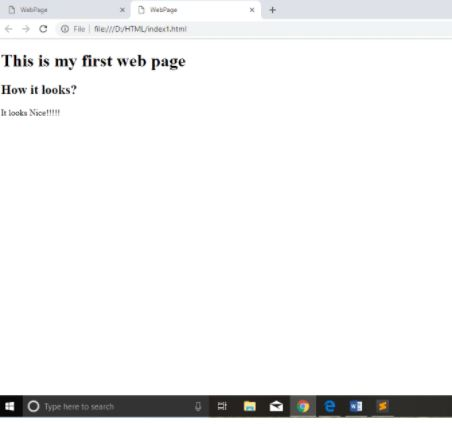 WebPage
WebPage
File
file:///D:/HTML/index1.html
This is my first web page
How it looks?
It looks Nice!!!!!
Type here to search